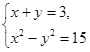 x + y = 3,
x² − y² = 15